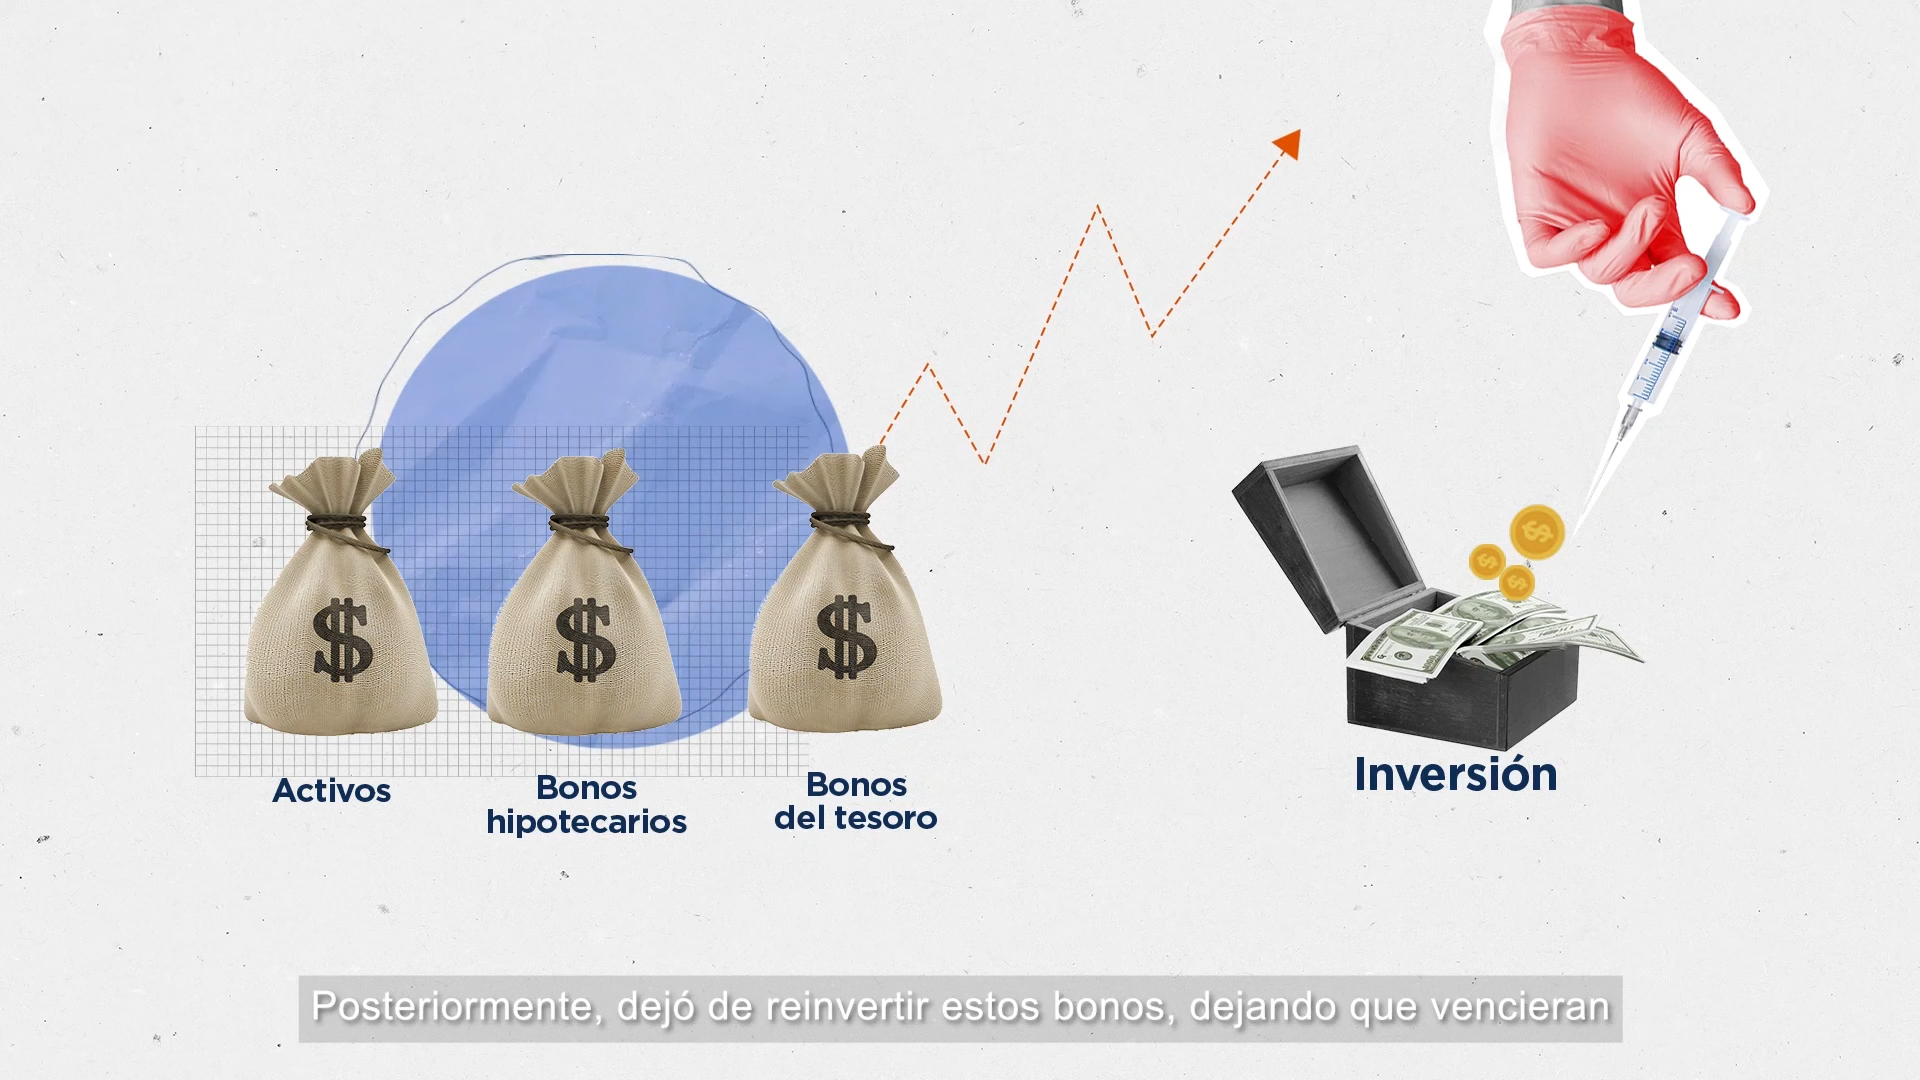 Activos
Bonos
hipotecarios
Bonos
del tesoro
Inversión
Posteriormente, dejó de reinvertir estos bonos, dejando que vencieran